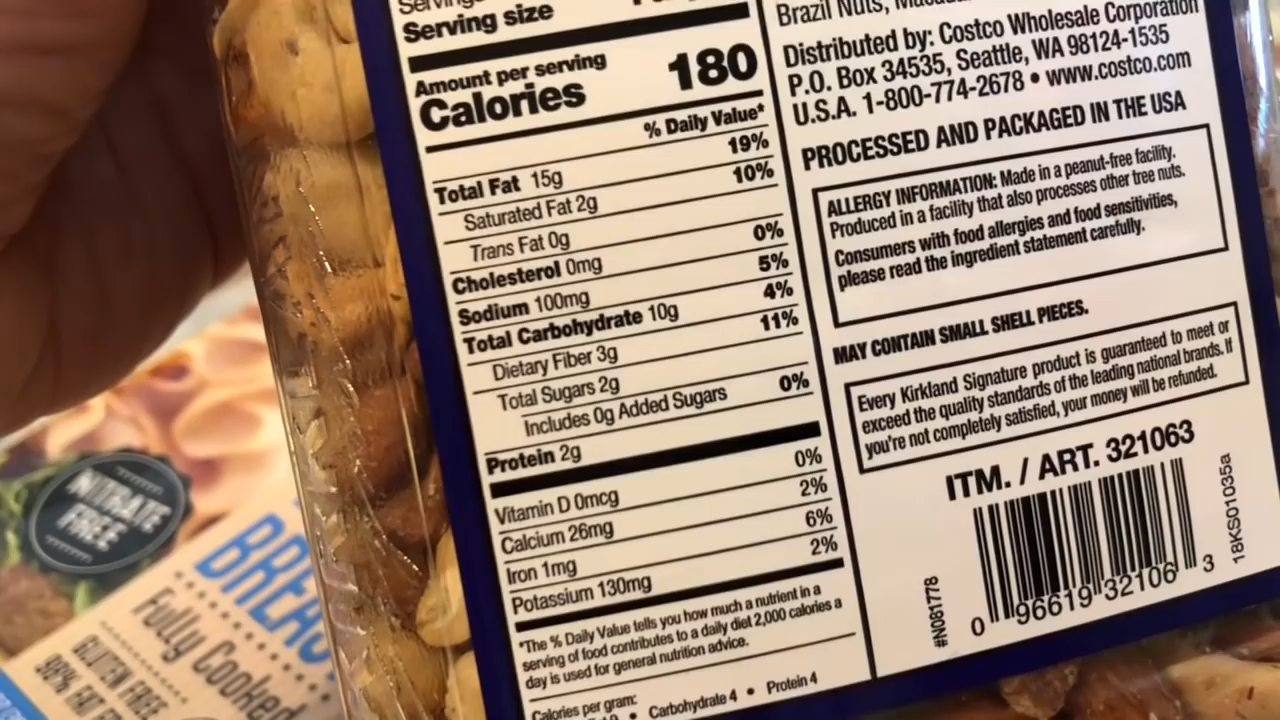 Serving size
Amount per serving
Calories 180
% Daily Value*
Total Fat 15g 19%
Saturated Fat 2g 10%
Trans Fat 0g
Cholesterol 0mg 0%
Sodium 100mg 5%
Total Carbohydrate 10g 4%
Dietary Fiber 3g 11%
Total Sugars 2g
Includes 0g Added Sugars 0%
Protein 2g
Vitamin D 0mcg 0%
Calcium 26mg 2%
Iron 1mg 6%
Potassium 130mg 2%
*The % Daily Value tells you how much a nutrient in a
serving of food contributes to a daily diet 2,000 calories a
day is used for general nutrition advice.
Calories per gram:
• Carbohydrate 4 • Protein 4
Brazil Nuts,
Distributed by: Costco Wholesale Corporation
P.O. Box 34535, Seattle, WA 98124-1535
U.S.A. 1-800-774-2678 • www.costco.com
PROCESSED AND PACKAGED IN THE USA
ALLERGY INFORMATION: Made in a peanut-free facility.
Produced in a facility that also processes other tree nuts.
Consumers with food allergies and food sensitivities,
please read the ingredient statement carefully.
MAY CONTAIN SMALL SHELL PIECES.
Every Kirkland Signature product is guaranteed to meet or
exceed the quality standards of the leading national brands. If
you're not completely satisfied, your money will be refunded.
ITM. / ART. 321063
#N081778
0 96619 32106 3
18KS01035a
NITRATE
FREE
Fully Cooked
GLUTEN FREE
98% FAT